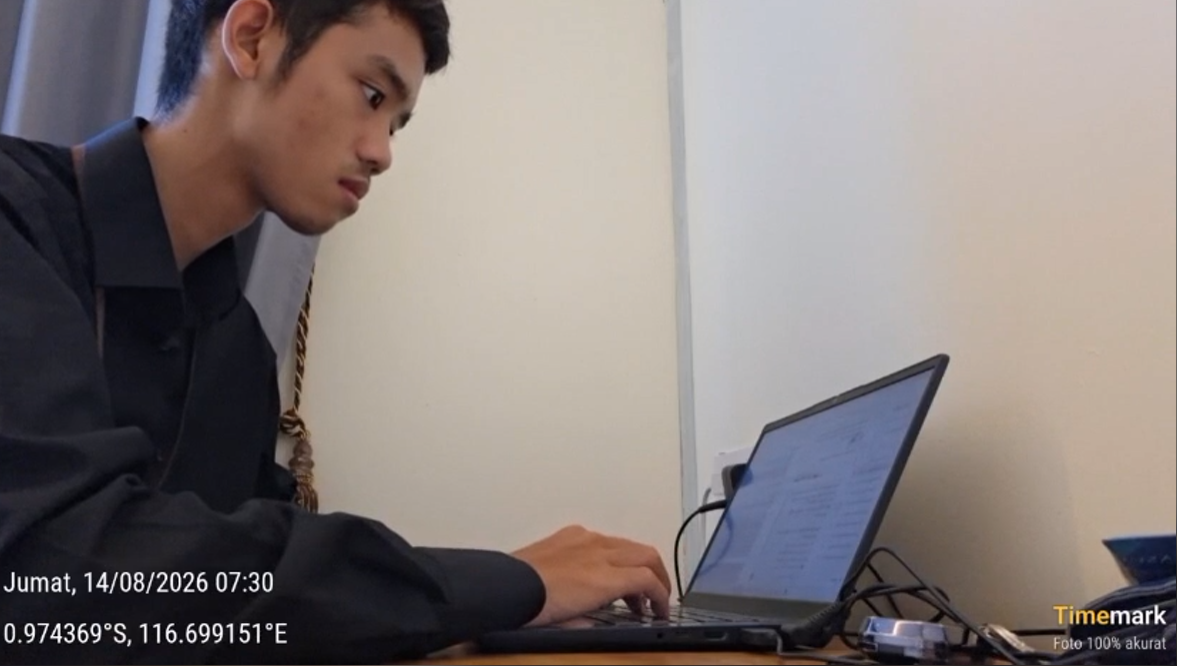 Jumat, 14/08/2026 07:30
0.974369°S, 116.699151°E
Timemark
Foto 100% akurat